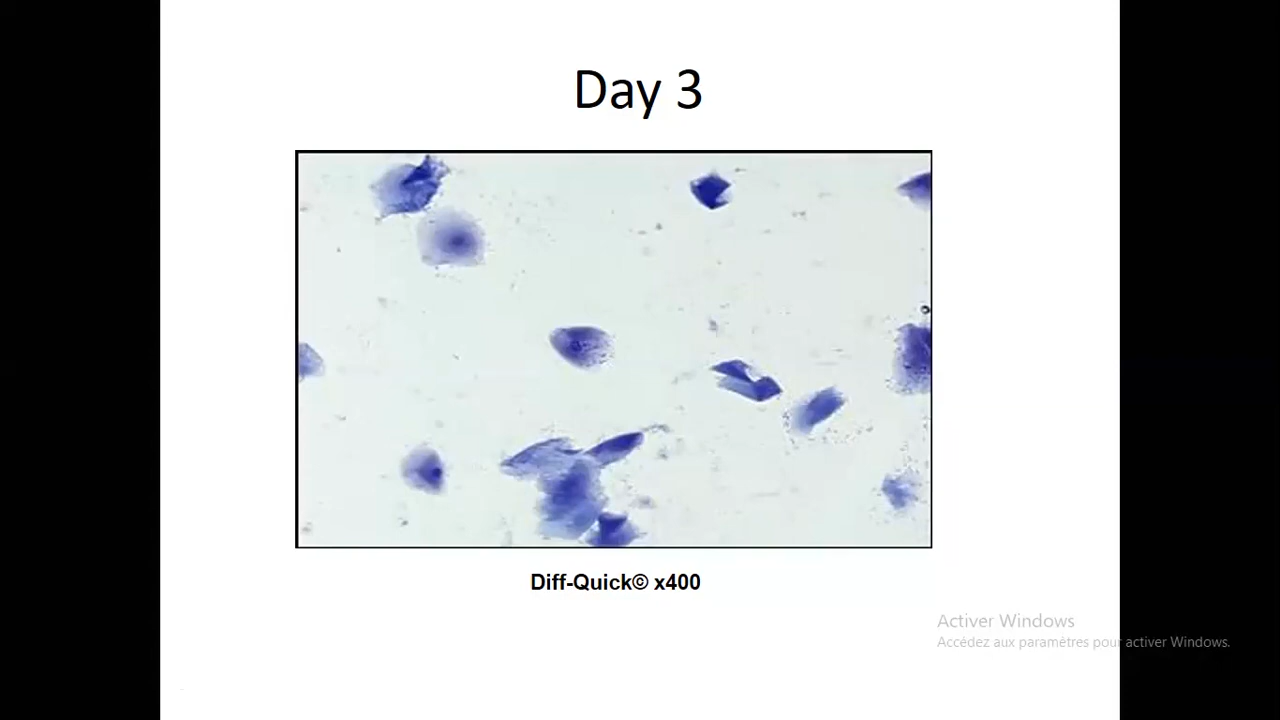 Day 3
Diff-Quick© x400
Activer Windows
Accédez aux paramètres pour activer Windows.